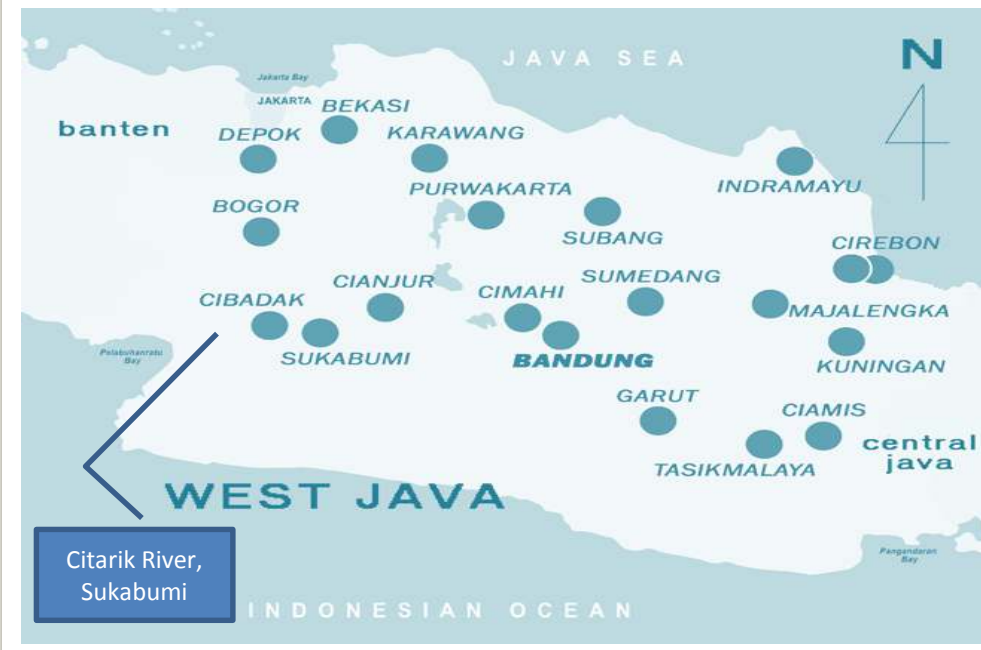 JAVA SEA
N
Jakarta Bay
JAKARTA
BEKASI
banten
DEPOK
KARAWANG
PURWAKARTA
INDRAMAYU
BOGOR
SUBANG
CIREBON
CIANJUR
CIMAHI
SUMEDANG
CIBADAK
MAJALENGKA
Pelabuhanratu
Bay
SUKABUMI
BANDUNG
KUNINGAN
GARUT
CIAMIS
central
java
TASIKMALAYA
WEST JAVA
Pangandaran
Bay
Citarik River,
Sukabumi
INDONESIAN OCEAN